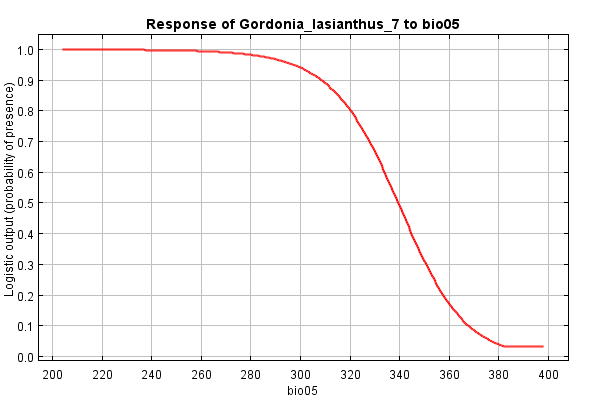 Response of Gordonia_lasianthus_7 to bio05
Logistic output (probability of presence)
1.0
0.9
0.8
0.7
0.6
0.5
0.4
0.3
0.2
0.1
0.0
200 220 240 260 280 300 320 340 360 380 400
bio05